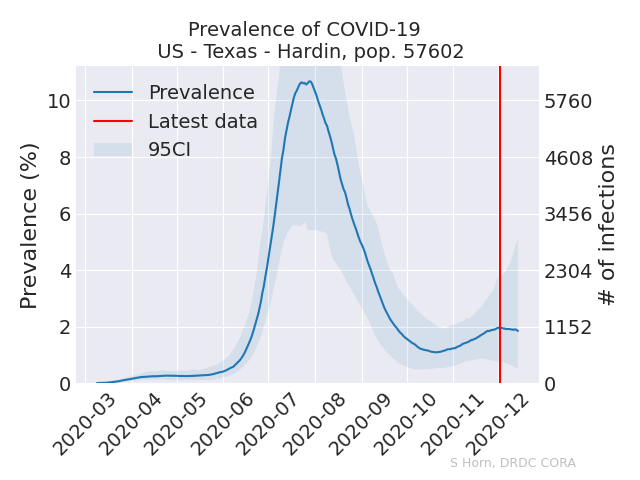 Prevalence of COVID-19
US - Texas - Hardin, pop. 57602
Prevalence
Latest data
95CI
Prevalence (%)
10
8
6
4
2
0
# of infections
5760
4608
3456
2304
1152
0
2020-03
2020-04
2020-05
2020-06
2020-07
2020-08
2020-09
2020-10
2020-11
2020-12
S Horn, DRDC CORA